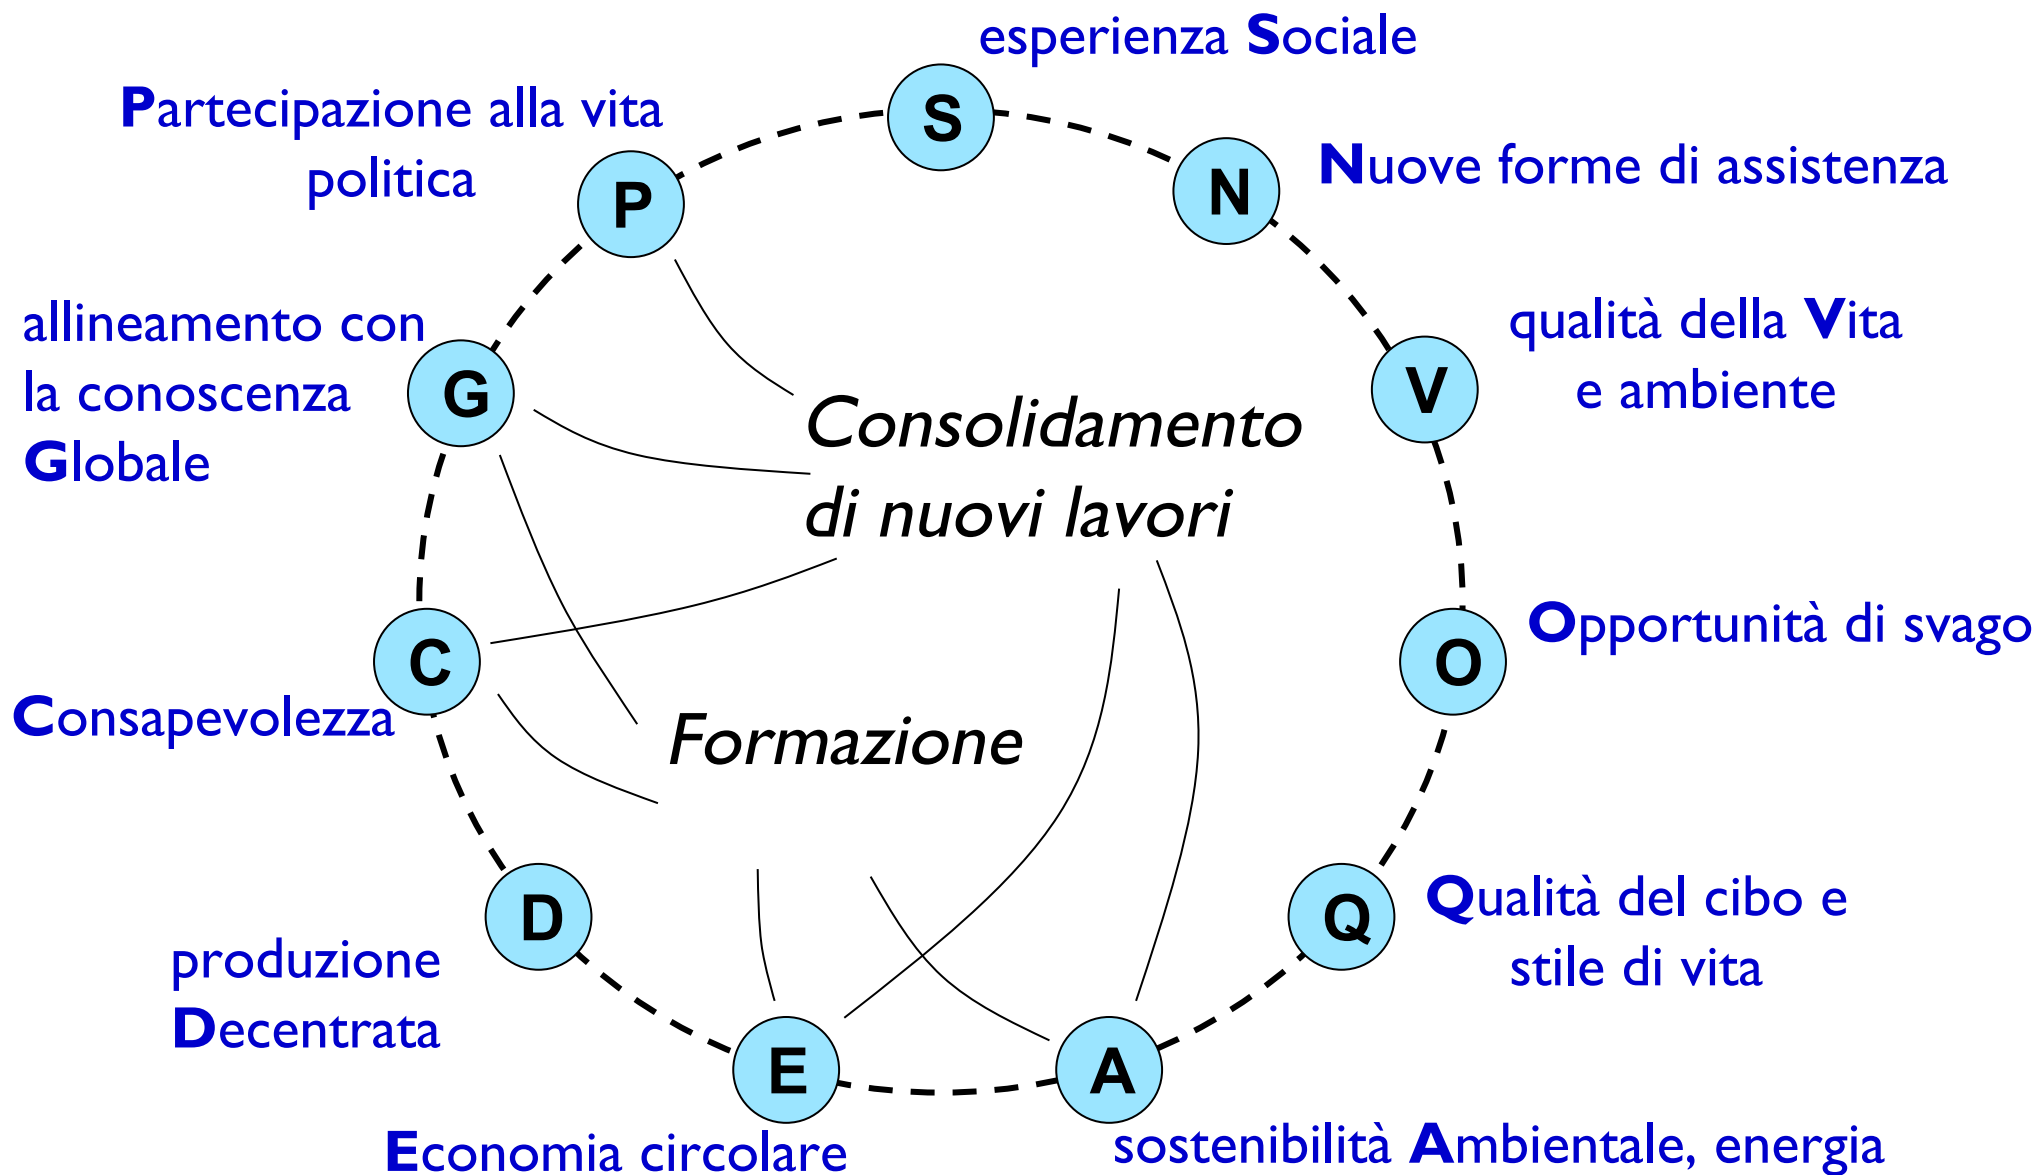 esperienza Sociale
S
Partecipazione alla vita
politica
P
N
Nuove forme di assistenza
allineamento con
la conoscenza
Globale
G
V
qualità della Vita
e ambiente
Consolidamento
di nuovi lavori
C
Consapevolezza
O
Opportunità di svago
Formazione
D
produzione
Decentrata
Q
Qualità del cibo e
stile di vita
E
Economia circolare
A
sostenibilità Ambientale, energia